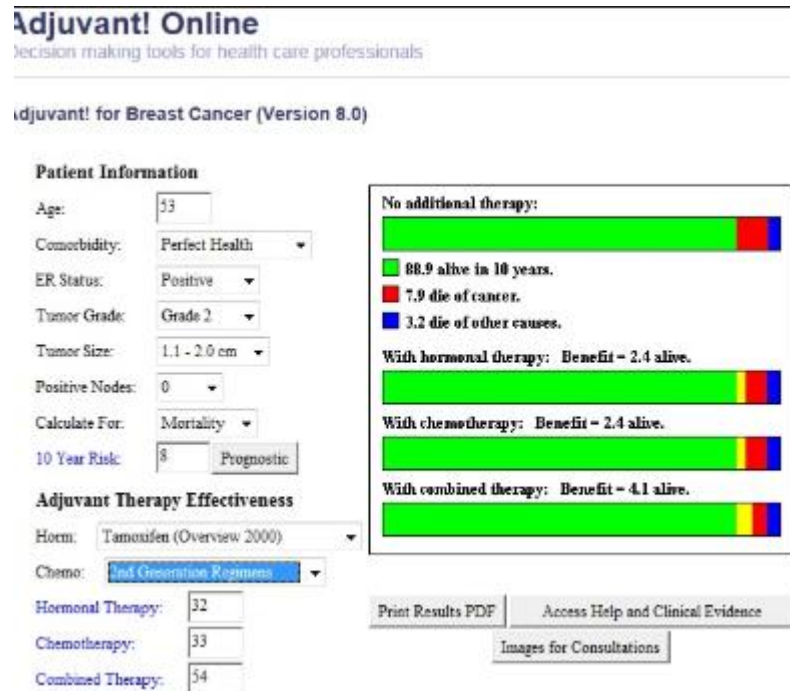 Adjuvant! Online
Decision making tools for health care professionals
Adjuvant! for Breast Cancer (Version 8.0)
Patient Information
Age: 53
Comorbidity: Perfect Health
ER Status: Positive
Tumor Grade: Grade 2
Tumor Size: 1.1 - 2.0 cm
Positive Nodes: 0
Calculate For: Mortality
10 Year Risk: 8 Prognostic
Adjuvant Therapy Effectiveness
Horm: Tamoxifen (Overview 2000)
Chemo: 2nd Generation Regimens
Hormonal Therapy: 32
Chemotherapy: 33
Combined Therapy: 54
No additional therapy:
88.9 alive in 10 years.
7.9 die of cancer.
3.2 die of other causes.
With hormonal therapy: Benefit = 2.4 alive.
With chemotherapy: Benefit = 2.4 alive.
With combined therapy: Benefit = 4.1 alive.
Print Results PDF Access Help and Clinical Evidence
Images for Consultations